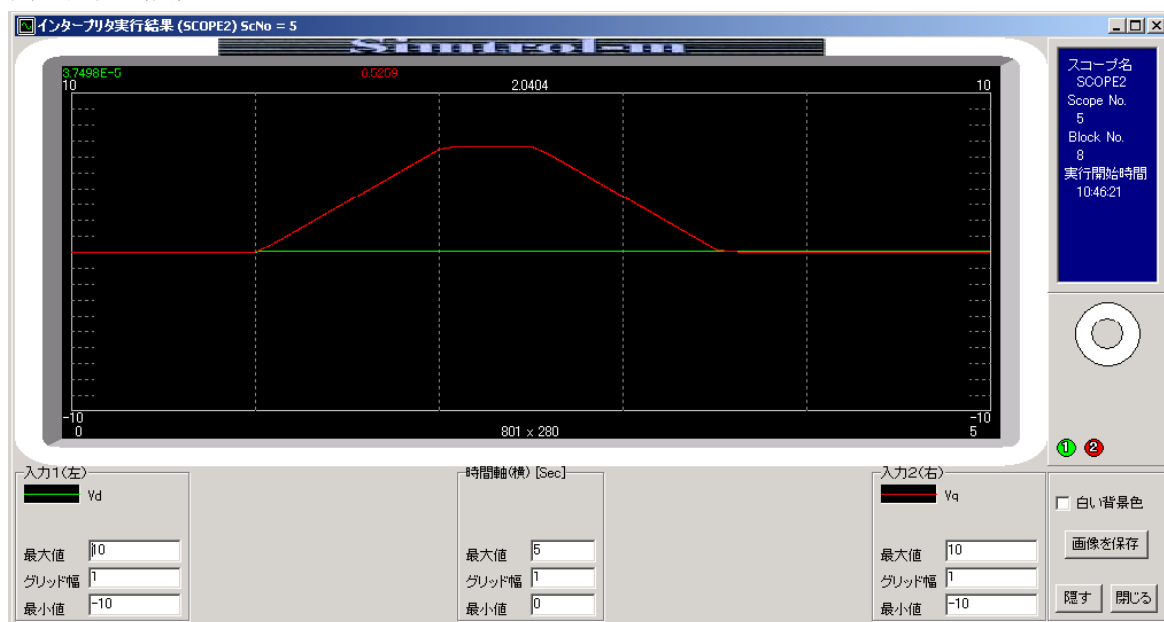 インタープリタ実行結果 (SCOPE2) ScNo = 5
Simtrol-m
3.7498E-5
0.5259
10
2.0404
10
-10
-10
0
801 x 280
5
スコープ名
SCOPE2
Scope No.
5
Block No.
8
実行開始時間
10:46:21
1 2
入力1(左)
Vd
最大値 10
グリッド幅 1
最小値 -10
時間軸(横) [Sec]
最大値 5
グリッド幅 1
最小値 0
入力2(右)
Vq
最大値 10
グリッド幅 1
最小値 -10
白い背景色
画像を保存
隠す 閉じる